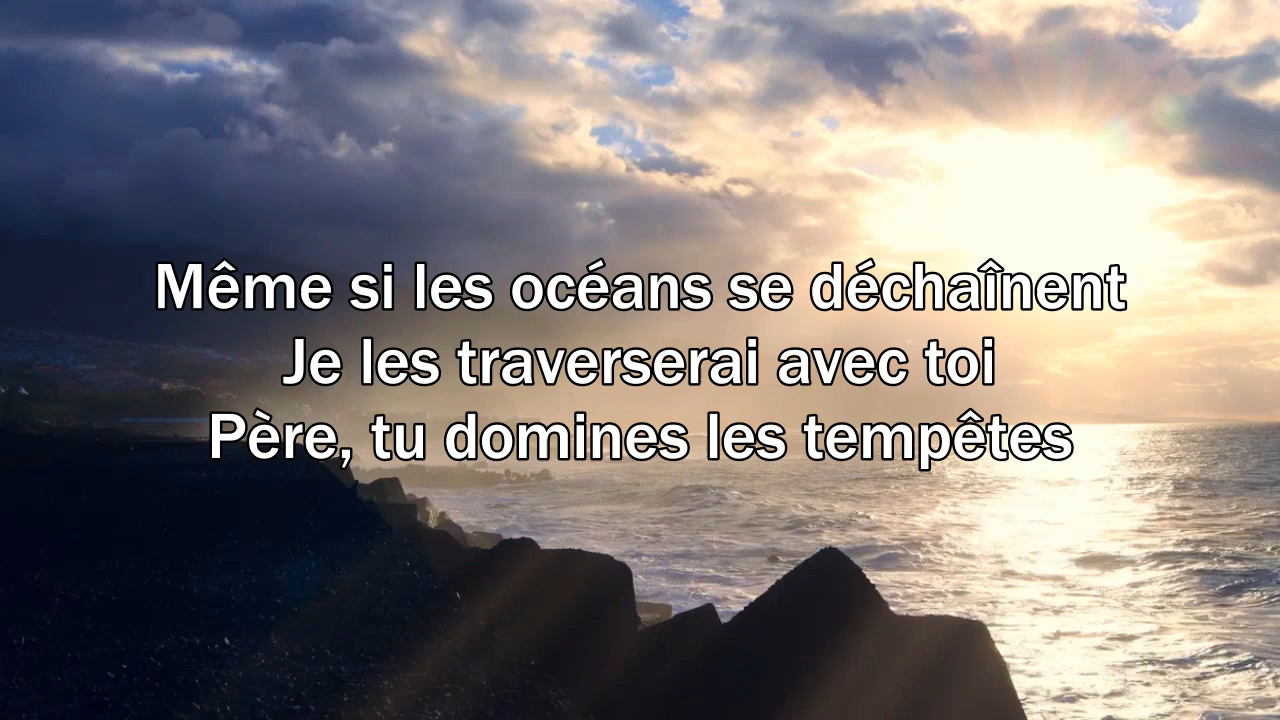 Même si les océans se déchaînent
Je les traverserai avec toi
Père, tu domines les tempêtes